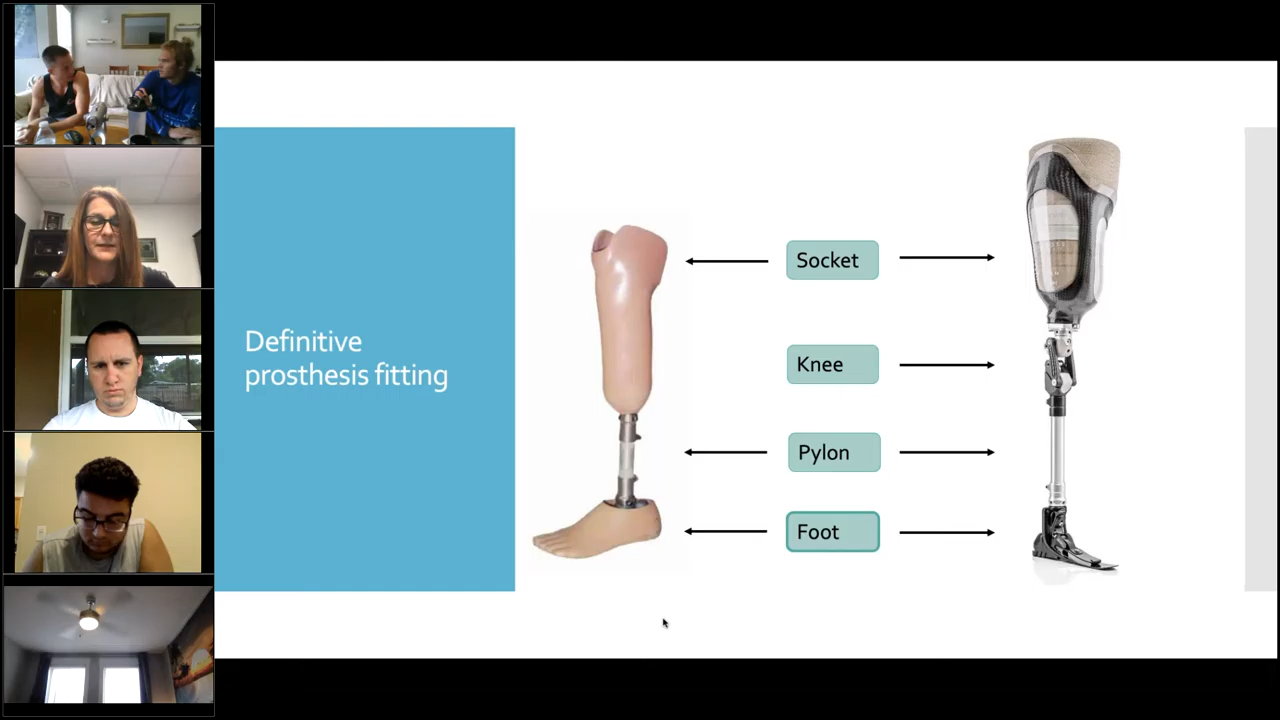 Definitive
prosthesis fitting
Socket
Knee
Pylon
Foot